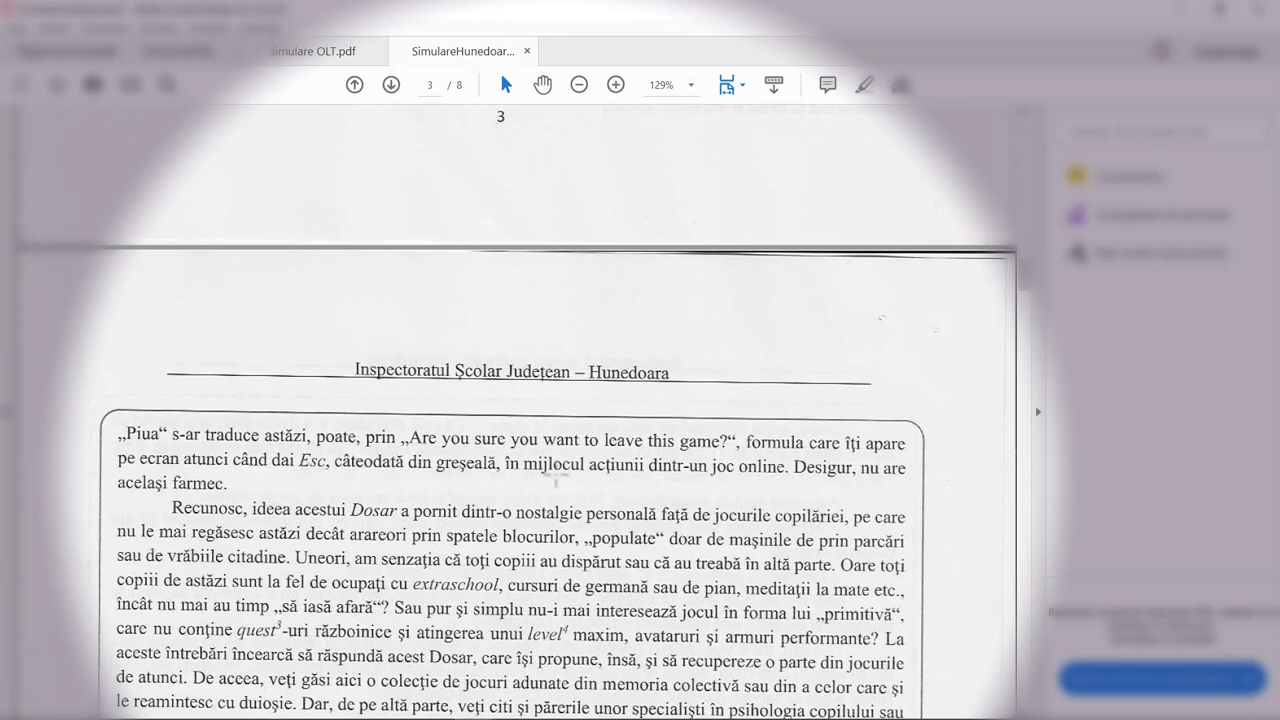 simulare OLT.pdf
SimulareHunedoar... ×
3 / 8
129%
3
Inspectoratul Școlar Județean – Hunedoara
„Piua“ s-ar traduce astăzi, poate, prin „Are you sure you want to leave this game?“, formula care îți apare
pe ecran atunci când dai Esc, câteodată din greșeală, în mijlocul acțiunii dintr-un joc online. Desigur, nu are
același farmec.
Recunosc, ideea acestui Dosar a pornit dintr-o nostalgie personală față de jocurile copilăriei, pe care
nu le mai regăsesc astăzi decât arareori prin spatele blocurilor, „populate“ doar de mașinile de prin parcări
sau de vrăbiile citadine. Uneori, am senzația că toți copiii au dispărut sau că au treabă în altă parte. Oare toți
copiii de astăzi sunt la fel de ocupați cu extraschool, cursuri de germană sau de pian, meditații la mate etc.,
încât nu mai au timp „să iasă afară“? Sau pur și simplu nu-i mai interesează jocul în forma lui „primitivă“,
care nu conține quest³-uri războinice și atingerea unui level⁴ maxim, avataruri și armuri performante? La
aceste întrebări încearcă să răspundă acest Dosar, care își propune, însă, și să recupereze o parte din jocurile
de atunci. De aceea, veți găsi aici o colecție de jocuri adunate din memoria colectivă sau din a celor care și
le reamintesc cu duioșie. Dar, de pe altă parte, veți citi și părerile unor specialiști în psihologia copilului sau